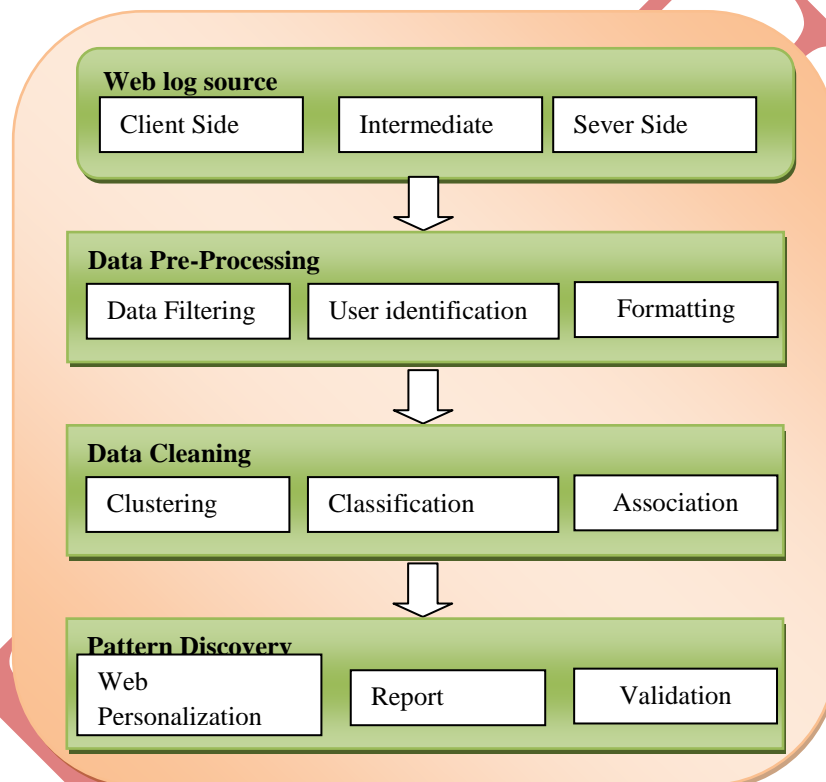 Web log source
Client Side
Intermediate
Sever Side
Data Pre-Processing
Data Filtering
User identification
Formatting
Data Cleaning
Clustering
Classification
Association
Pattern Discovery
Web
Personalization
Report
Validation